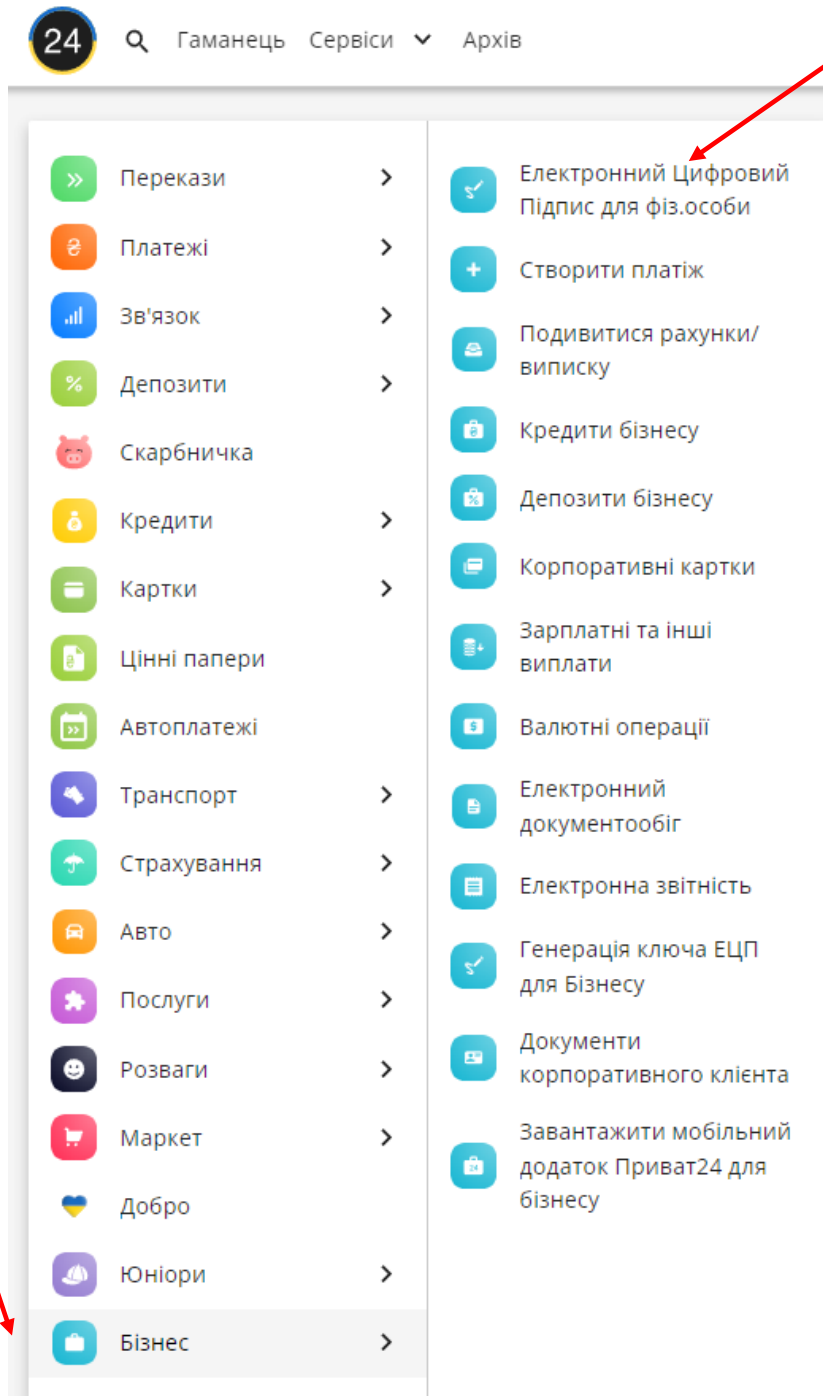 24 Гаманець Сервіси Архів
Перекази
Платежі
Зв'язок
Депозити
Скарбничка
Кредити
Картки
Цінні папери
Автоплатежі
Транспорт
Страхування
Авто
Послуги
Розваги
Маркет
Добро
Юніори
Бізнес
Електронний Цифровий
Підпис для фіз.особи
Створити платіж
Подивитися рахунки/
виписку
Кредити бізнесу
Депозити бізнесу
Корпоративні картки
Зарплатні та інші
виплати
Валютні операції
Електронний
документообіг
Електронна звітність
Генерація ключа ЕЦП
для Бізнесу
Документи
корпоративного клієнта
Завантажити мобільний
додаток Приват24 для
бізнесу